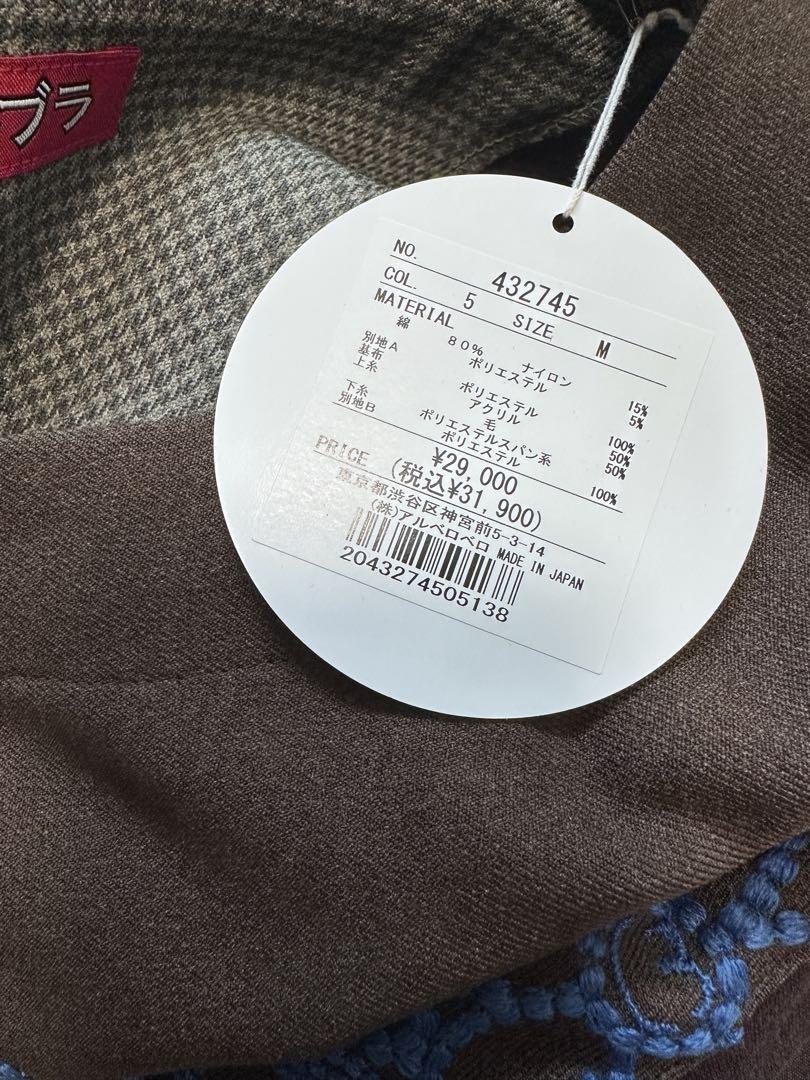 ブラ
NO. 432745
COL. 5 SIZE M
MATERIAL
綿 80% ナイロン 15%
ポリエステル 5%
別地A
基布 ポリエステル 100%
上糸 アクリル 50%
毛 50%
下糸 ポリエステルスパン系
別地B ポリエステル 100%
PRICE ¥29,000
(税込¥31,900)
東京都渋谷区神宮前5-3-14
(株)アルベロベロ MADE IN JAPAN
2043274505138